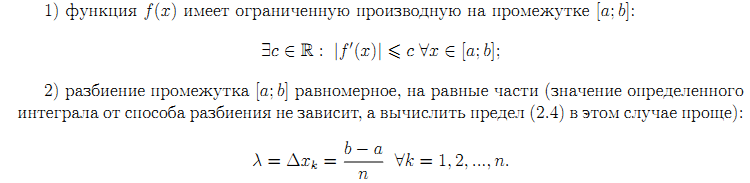 1) функция f(x) имеет ограниченную производную на промежутке [a; b]:
∃c ∈ ℝ : |f′(x)| ⩽ c ∀x ∈ [a; b];
2) разбиение промежутка [a; b] равномерное, на равные части (значение определенного
интеграла от способа разбиения не зависит, а вычислить предел (2.4) в этом случае проще):
λ = Δxₖ = (b − a)/n ∀k = 1, 2, ..., n.